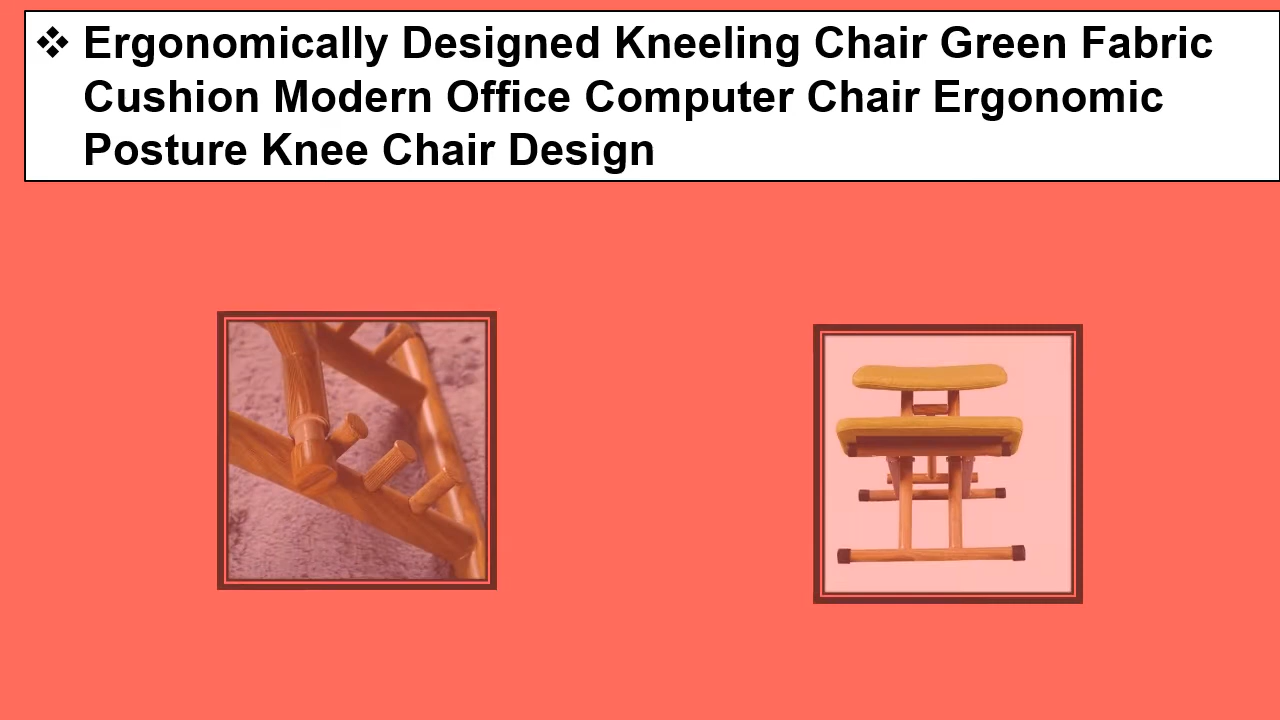 ❖ Ergonomically Designed Kneeling Chair Green Fabric
Cushion Modern Office Computer Chair Ergonomic
Posture Knee Chair Design